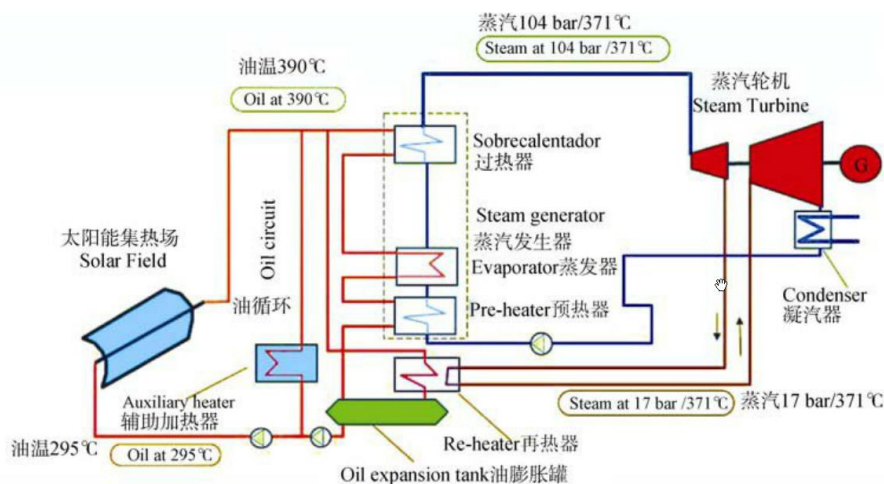 蒸汽104 bar/371℃
Steam at 104 bar /371℃
油温390℃
Oil at 390℃
蒸汽轮机
Steam Turbine
Sobrecalentador
过热器
G
太阳能集热场
Solar Field
Oil circuit
油循环
Steam generator
蒸汽发生器
Evaporator蒸发器
Pre-heater预热器
Condenser
凝汽器
Auxiliary heater
辅助加热器
Steam at 17 bar /371℃
蒸汽17 bar/371℃
油温295℃
Oil at 295℃
Re-heater再热器
Oil expansion tank油膨胀罐